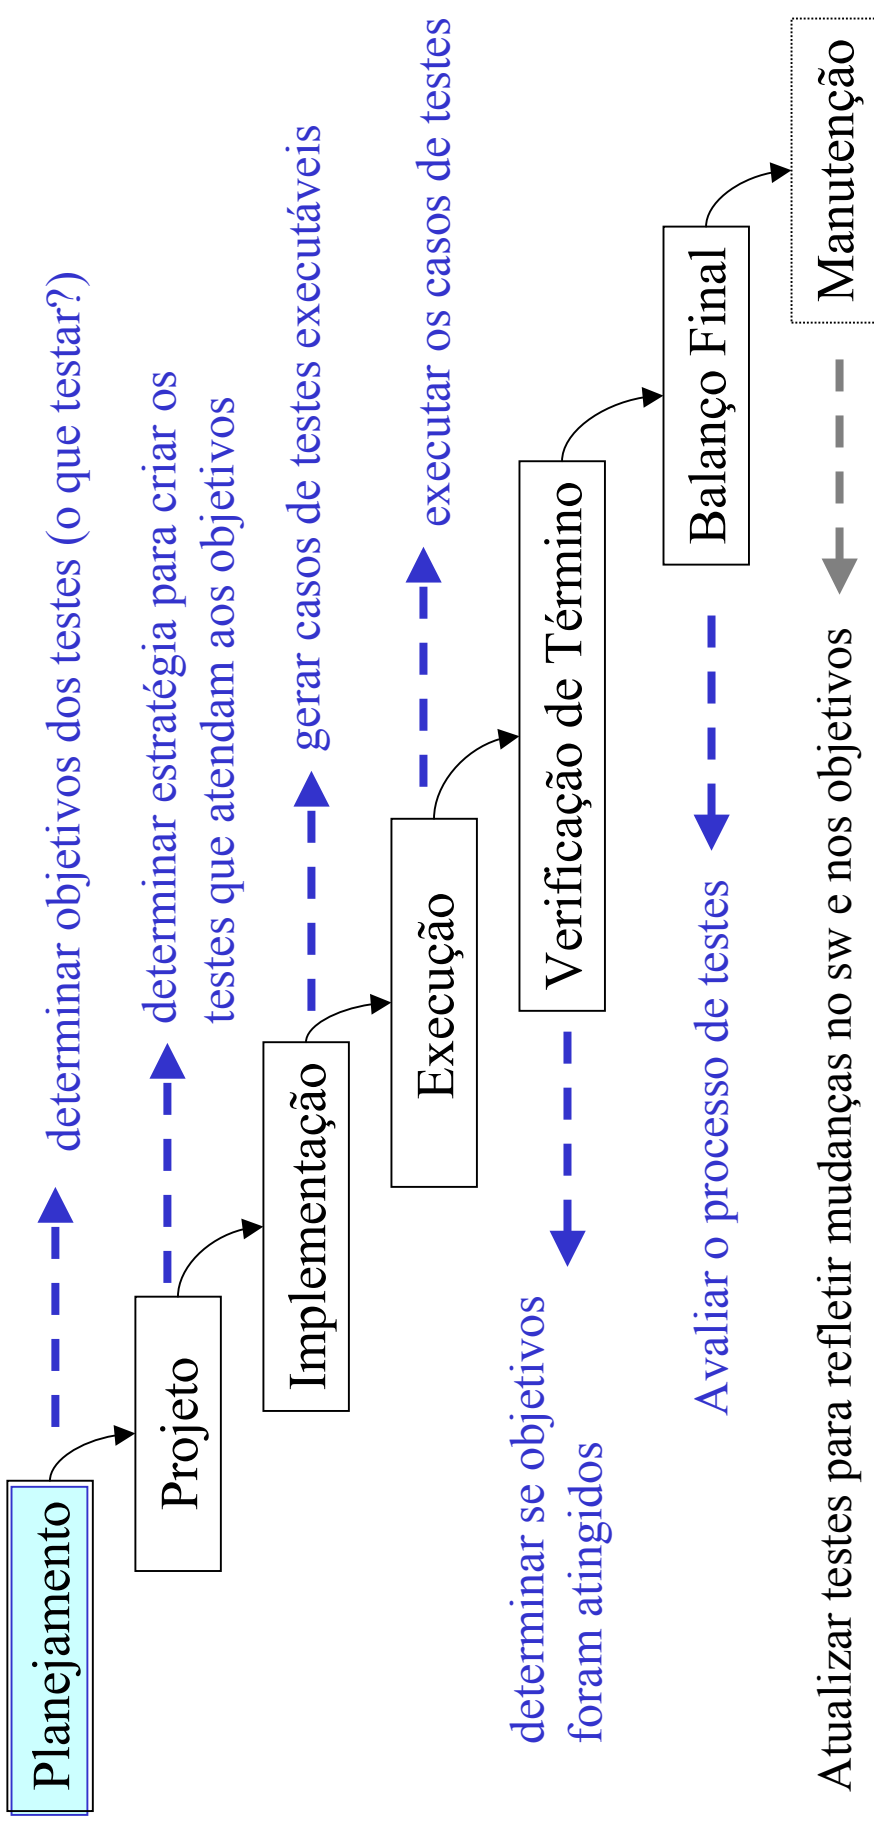 Planejamento
determinar objetivos dos testes (o que testar?)
Projeto
determinar estratégia para criar os
testes que atendam aos objetivos
Implementação
gerar casos de testes executáveis
Execução
executar os casos de testes
Verificação de Término
determinar se objetivos
foram atingidos
Balanço Final
Avaliar o processo de testes
Manutenção
Atualizar testes para refletir mudanças no sw e nos objetivos